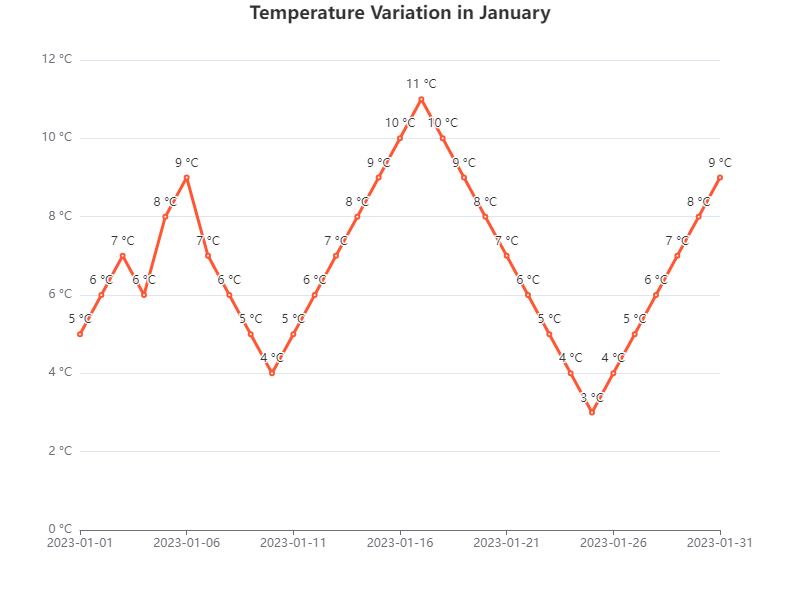 Temperature Variation in January
12 °C
11 °C
10 °C 10 °C
10 °C
9 °C 9 °C 9 °C 9 °C
8 °C 8 °C 8 °C 8 °C
8 °C
7 °C 7 °C 7 °C 7 °C 7 °C
6 °C 6 °C 6 °C 6 °C 6 °C 6 °C
6 °C
5 °C 5 °C 5 °C 5 °C 5 °C
4 °C 4 °C 4 °C
4 °C
3 °C
2 °C
0 °C
2023-01-01 2023-01-06 2023-01-11 2023-01-16 2023-01-21 2023-01-26 2023-01-31